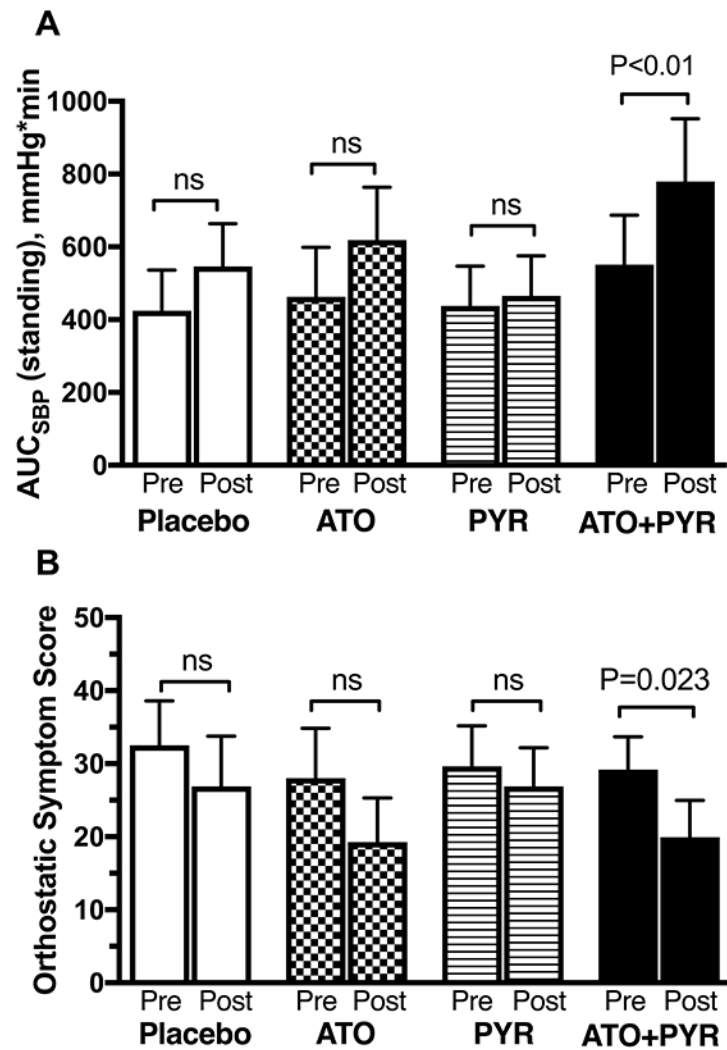 A
AUCSBP (standing), mmHg*min
1000
800
600
400
200
0
ns
ns
ns
P<0.01
Pre Post Pre Post Pre Post Pre Post
Placebo ATO PYR ATO+PYR
B
Orthostatic Symptom Score
50
40
30
20
10
0
ns
ns
ns
P=0.023
Pre Post Pre Post Pre Post Pre Post
Placebo ATO PYR ATO+PYR